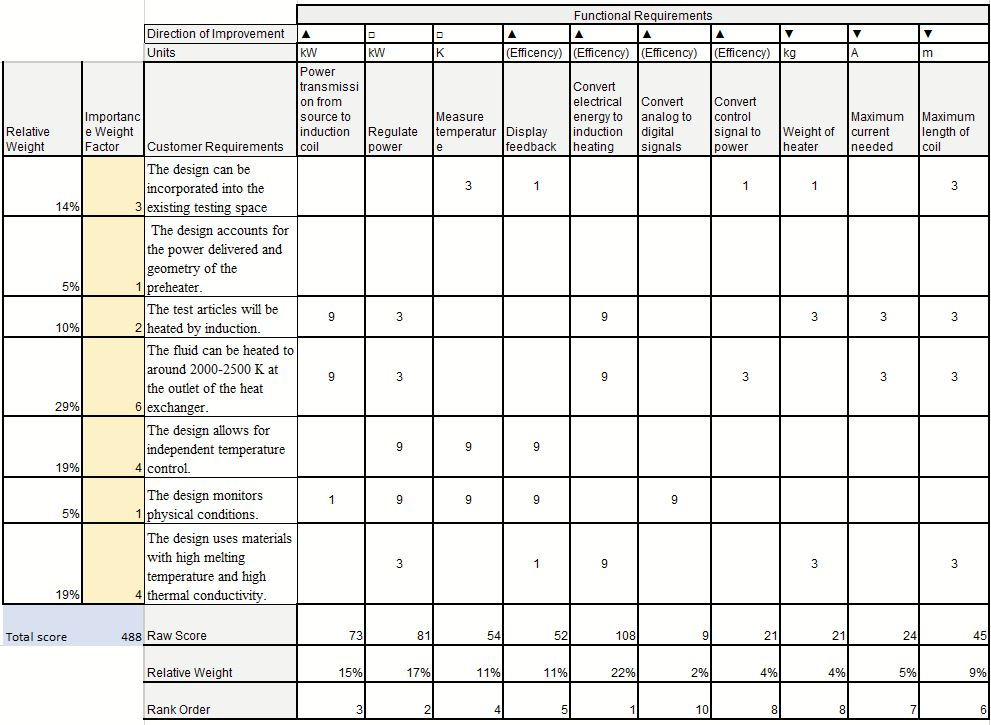 Functional Requirements
Direction of Improvement ▲ □ □ ▲ ▲ ▲ ▲ ▼ ▼ ▼
Units kW kW K (Efficency) (Efficency) (Efficency) (Efficency) kg A m
Relative
Weight
Importanc
e Weight
Factor
Customer Requirements
Power
transmissi
on from
source to
induction
coil
Regulate
power
Measure
temperatur
e
Display
feedback
Convert
electrical
energy to
induction
heating
Convert
analog to
digital
signals
Convert
control
signal to
power
Weight of
heater
Maximum
current
needed
Maximum
length of
coil
14% 3
The design can be
incorporated into the
existing testing space
3 1 1 1 3
5% 1
The design accounts for
the power delivered and
geometry of the
preheater.
10% 2
The test articles will be
heated by induction.
9 3 9 3 3 3
29% 6
The fluid can be heated to
around 2000-2500 K at
the outlet of the heat
exchanger.
9 3 9 3 3 3
19% 4
The design allows for
independent temperature
control.
9 9 9
5% 1
The design monitors
physical conditions.
1 9 9 9 9
19% 4
The design uses materials
with high melting
temperature and high
thermal conductivity.
3 1 9 3 3
Total score 488 Raw Score 73 81 54 52 108 9 21 21 24 45
Relative Weight 15% 17% 11% 11% 22% 2% 4% 4% 5% 9%
Rank Order 3 2 4 5 1 10 8 8 7 6